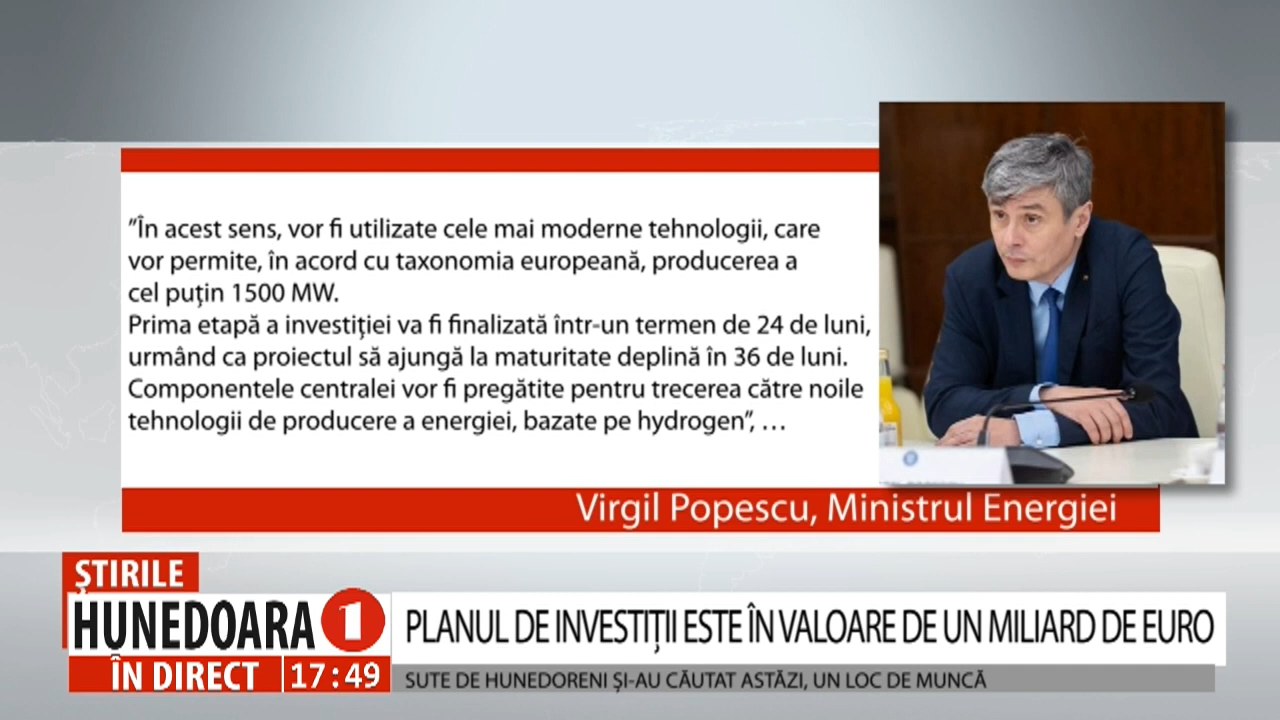 ”În acest sens, vor fi utilizate cele mai moderne tehnologii, care
vor permite, în acord cu taxonomia europeană, producerea a
cel puţin 1500 MW.
Prima etapă a investiţiei va fi finalizată într-un termen de 24 de luni,
urmând ca proiectul să ajungă la maturitate deplină în 36 de luni.
Componentele centralei vor fi pregătite pentru trecerea către noile
tehnologii de producere a energiei, bazate pe hydrogen”, …
Virgil Popescu, Ministrul Energiei
ŞTIRILE
HUNEDOARA 1
ÎN DIRECT 17:49
PLANUL DE INVESTIŢII ESTE ÎN VALOARE DE UN MILIARD DE EURO
SUTE DE HUNEDORENI ŞI-AU CĂUTAT ASTĂZI, UN LOC DE MUNCĂ